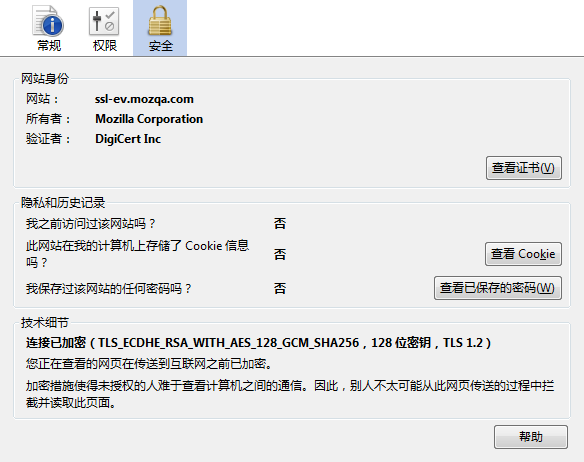 常规 权限 安全
网站身份
网站： ssl-ev.mozqa.com
所有者： Mozilla Corporation
验证者： DigiCert Inc
查看证书(V)
隐私和历史记录
我之前访问过该网站吗？ 否
此网站在我的计算机上存储了 Cookie 信息
吗？ 否 查看 Cookie
我保存过该网站的任何密码吗？ 否 查看已保存的密码(W)
技术细节
连接已加密（TLS_ECDHE_RSA_WITH_AES_128_GCM_SHA256，128 位密钥，TLS 1.2）
您正在查看的网页在传送到互联网之前已加密。
加密措施使得未授权的人难于查看计算机之间的通信。因此，别人不太可能从此网页传送的过程中拦
截并读取此页面。
帮助